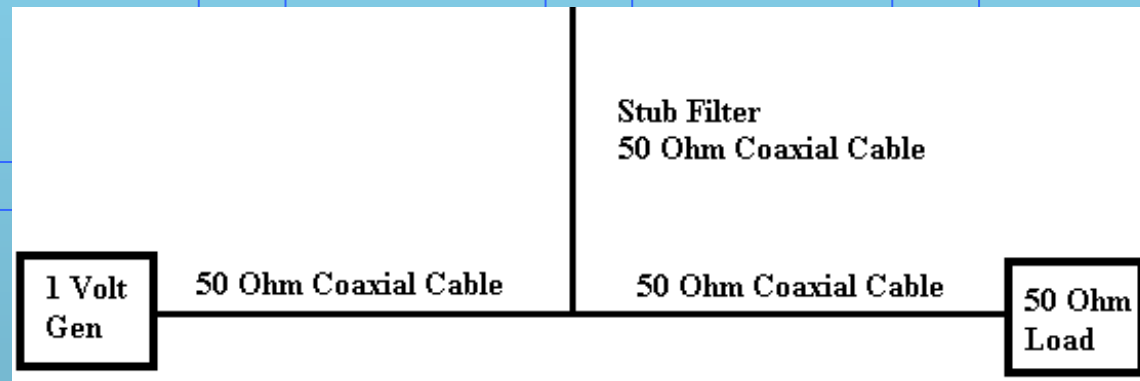 Stub Filter
50 Ohm Coaxial Cable
1 Volt
Gen
50 Ohm Coaxial Cable
50 Ohm Coaxial Cable
50 Ohm
Load